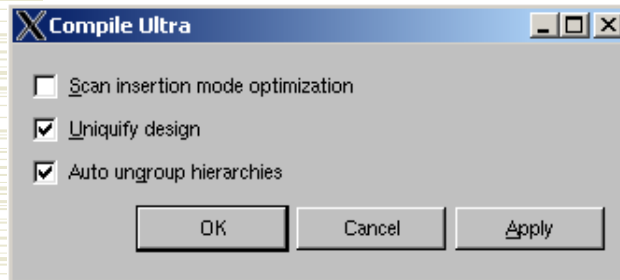 Compile Ultra
Scan insertion mode optimization
Uniquify design
Auto ungroup hierarchies
OK Cancel Apply